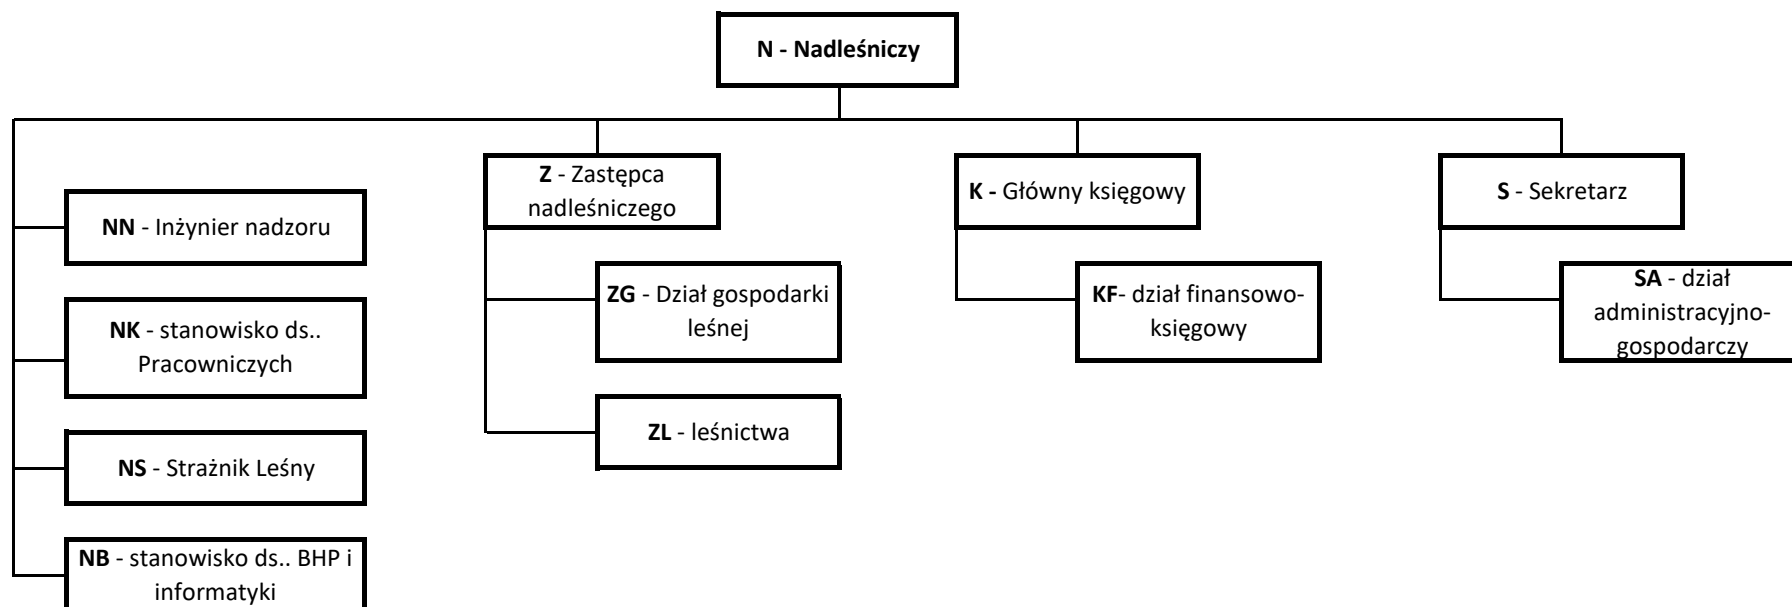 N - Nadleśniczy
Z - Zastępca
nadleśniczego
K - Główny księgowy
S - Sekretarz
NN - Inżynier nadzoru
ZG - Dział gospodarki
leśnej
KF- dział finansowo-
księgowy
SA - dział
administracyjno-
gospodarczy
NK - stanowisko ds..
Pracowniczych
ZL - leśnictwa
NS - Strażnik Leśny
NB - stanowisko ds.. BHP i
informatyki